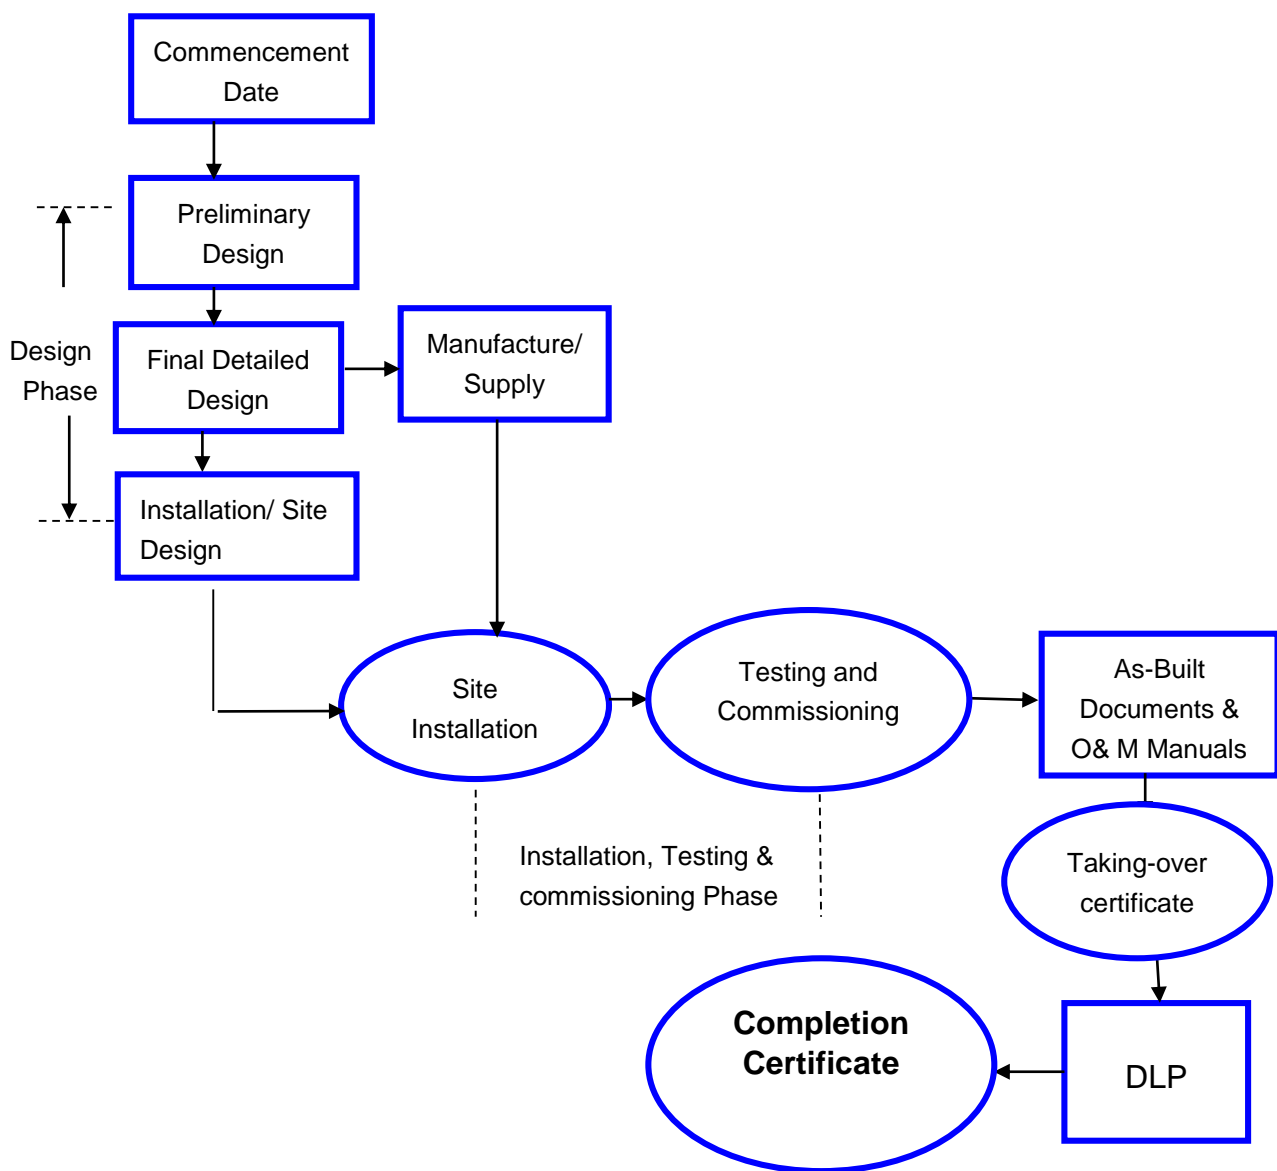 Commencement
Date
Preliminary
Design
Design
Phase
Final Detailed
Design
Manufacture/
Supply
Installation/ Site
Design
Site
Installation
Testing and
Commissioning
As-Built
Documents &
O& M Manuals
Installation, Testing &
commissioning Phase
Taking-over
certificate
Completion
Certificate
DLP